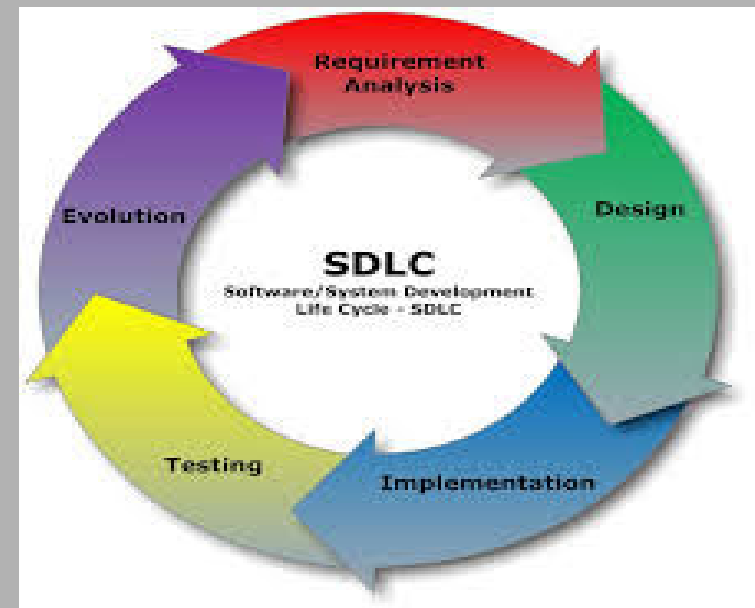 Requirement
Analysis
Design
Implementation
Testing
Evolution
SDLC
Software/System Development
Life Cycle - SDLC